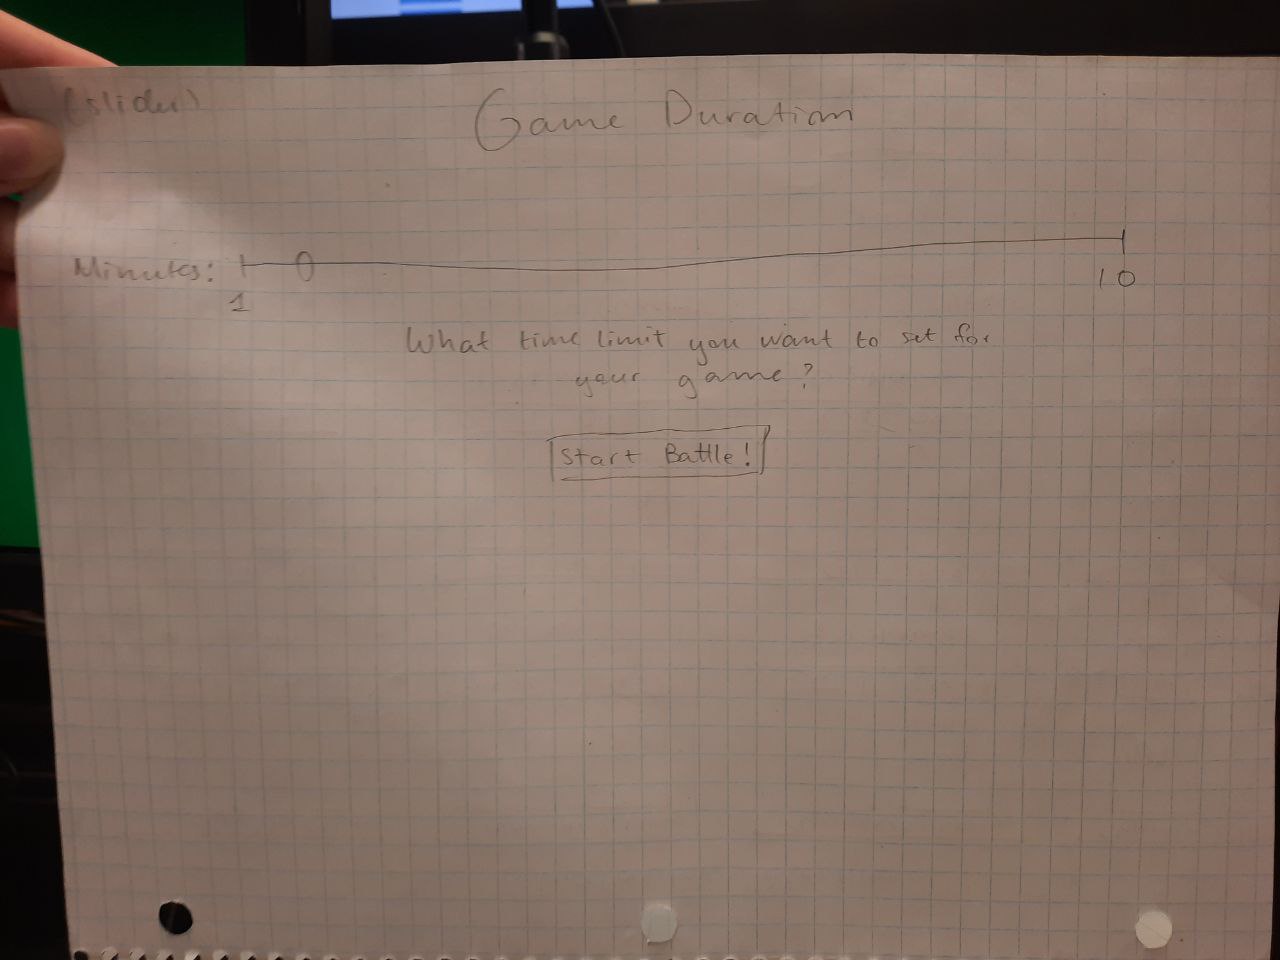 (slider)
Game Duration
Minutes:
1
10
What time limit you want to set for
your game?
Start Battle!